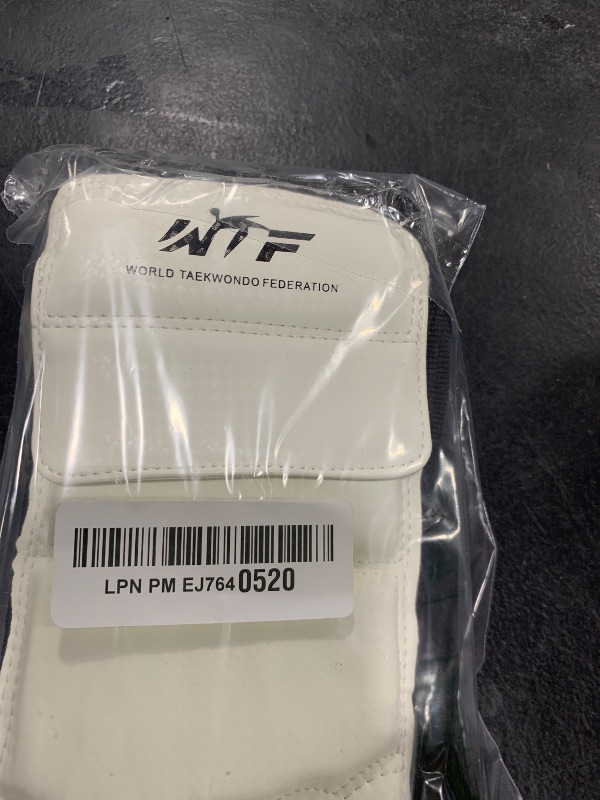 WTF
WORLD TAEKWONDO FEDERATION
LPN PM EJ7640520